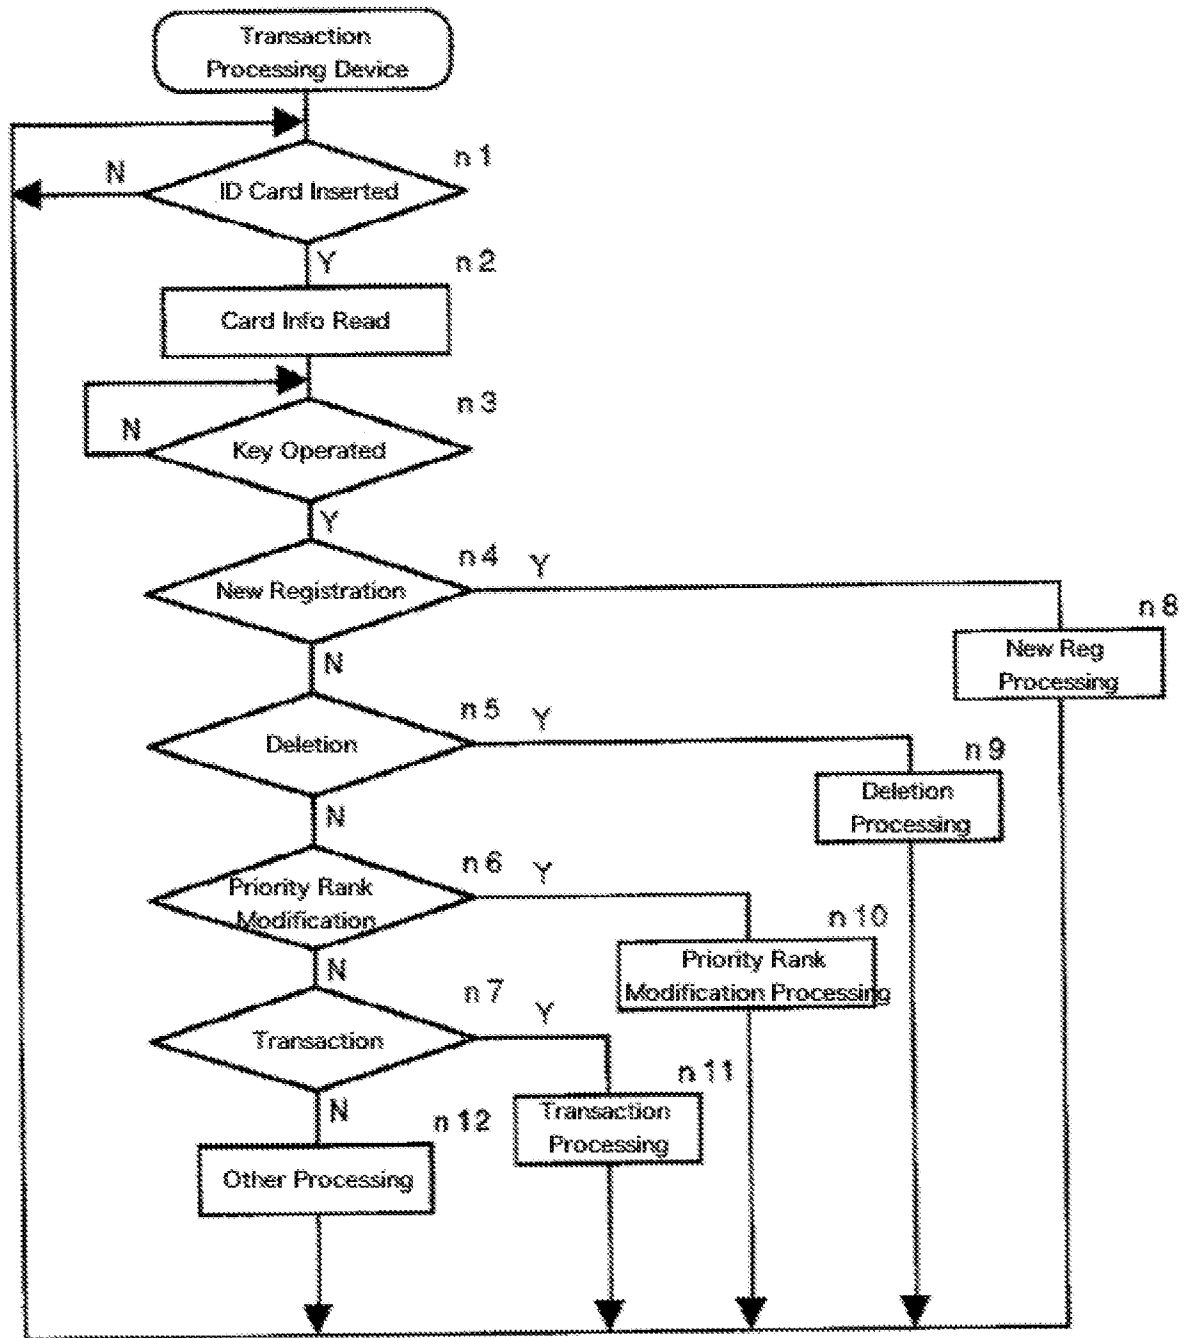 Transaction
Processing Device
N
n 1
ID Card Inserted
Y
n 2
Card Info Read
n 3
N
Key Operated
Y
n 4
Y
New Registration
n 8
New Reg
Processing
N
n 5
Y
Deletion
n 9
Deletion
Processing
N
n 6
Y
Priority Rank
Modification
n 10
Priority Rank
Modification Processing
N
n 7
Y
Transaction
n 11
Transaction
Processing
N
n 12
Other Processing